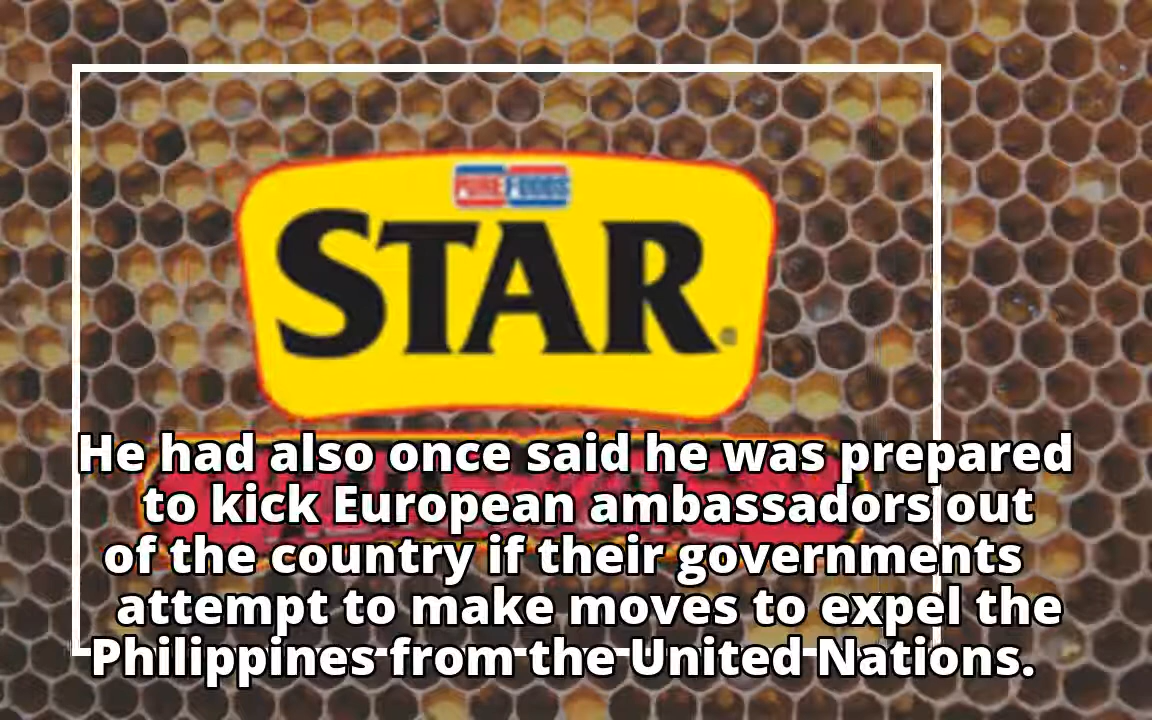 PUREFOODS
STAR
He had also once said he was prepared
to kick European ambassadors out
of the country if their governments
attempt to make moves to expel the
Philippines from the United Nations.